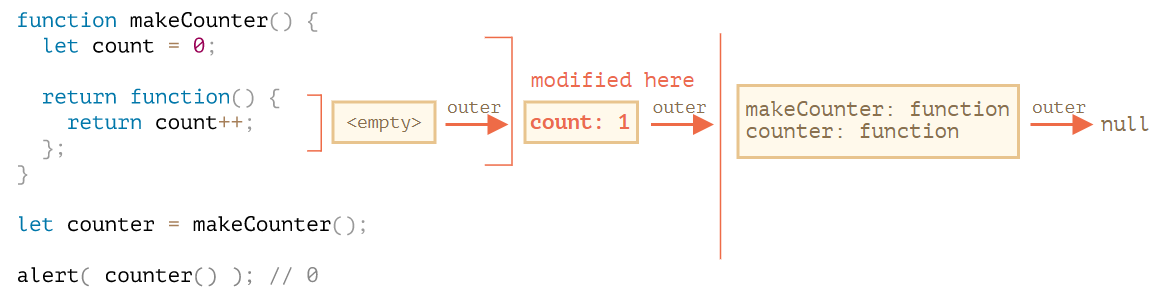 function makeCounter() {
  let count = 0;
  return function() {
    return count++;
  };
}
let counter = makeCounter();
alert( counter() ); // 0
<empty>
outer
modified here
count: 1
outer
makeCounter: function
counter: function
outer
null